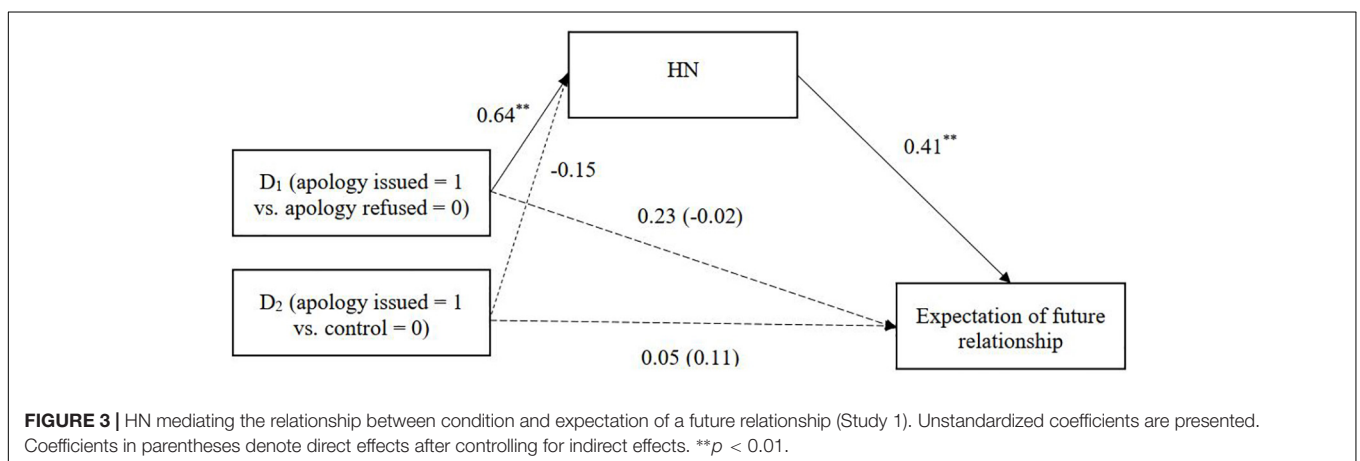 HN
0.64**
0.41**
-0.15
D₁ (apology issued = 1
vs. apology refused = 0)
0.23 (-0.02)
D₂ (apology issued = 1
vs. control = 0)
Expectation of future
relationship
0.05 (0.11)
FIGURE 3 | HN mediating the relationship between condition and expectation of a future relationship (Study 1). Unstandardized coefficients are presented.
Coefficients in parentheses denote direct effects after controlling for indirect effects. **p < 0.01.